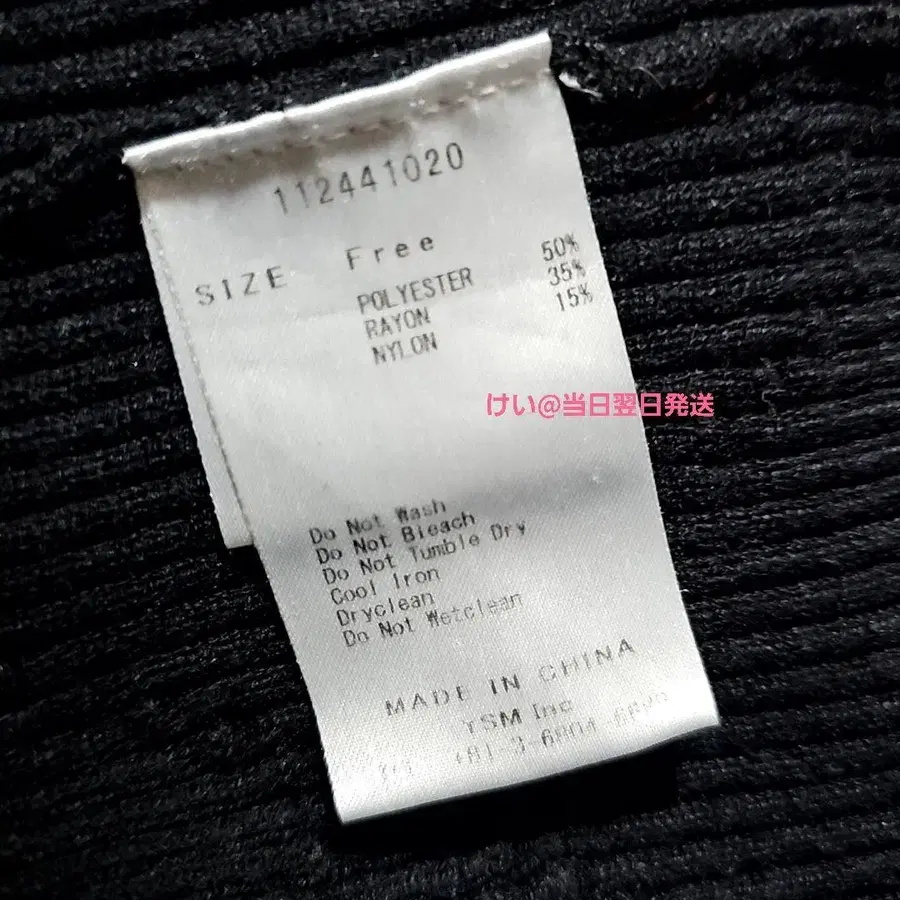 112441020
SIZE Free
POLYESTER 50%
RAYON 35%
NYLON 15%
けい@当日翌日発送
Do Not Wash
Do Not Bleach
Do Not Tumble Dry
Cool Iron
Dryclean
Do Not Wetclean
MADE IN CHINA
YSM Inc